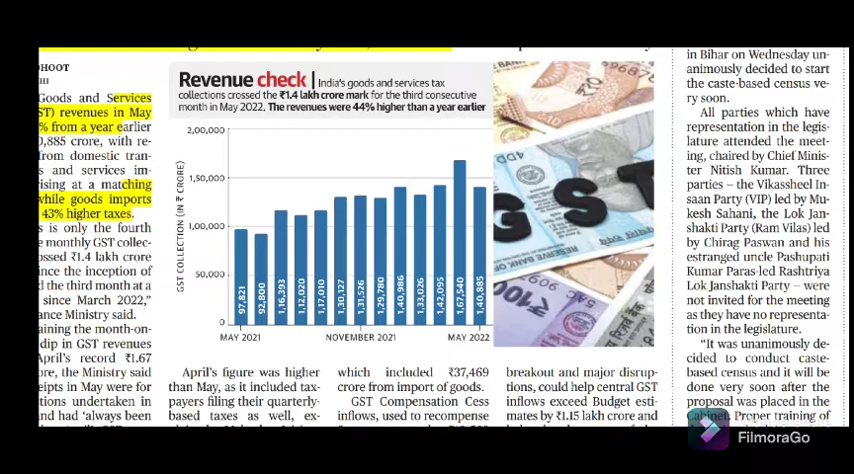 DHOOT
HI
Goods and Services
ST) revenues in May
% from a year earlier
0,885 crore, with re-
from domestic tran-
s and services im-
rising at a matching
while goods imports
43% higher taxes.
s is only the fourth
e monthly GST collec-
ossed ₹1.4 lakh crore
ince the inception of
d the third month at a
since March 2022,”
ance Ministry said.
aining the month-on-
dip in GST revenues
April's record ₹1.67
ore, the Ministry said
eipts in May were for
tions undertaken in
and had 'always been
Revenue check | India's goods and services tax
collections crossed the ₹1.4 lakh crore mark for the third consecutive
month in May 2022. The revenues were 44% higher than a year earlier
GST COLLECTION (IN ₹ CRORE)
2,00,000
1,50,000
1,00,000
50,000
0
97,821
92,800
1,16,393
1,12,020
1,17,010
1,30,127
1,31,526
1,29,780
1,40,986
1,33,026
1,42,095
1,67,540
1,40,885
MAY 2021
NOVEMBER 2021
MAY 2022
GST
₹100
April's figure was higher
than May, as it included tax-
payers filing their quarterly-
based taxes as well, ex-
which included ₹37,469
crore from import of goods.
GST Compensation Cess
inflows, used to recompense
breakout and major disrup-
tions, could help central GST
inflows exceed Budget esti-
mates by ₹1.15 lakh crore and
in Bihar on Wednesday un-
animously decided to start
the caste-based census ve-
ry soon.
All parties which have
representation in the legis-
lature attended the meet-
ing, chaired by Chief Minis-
ter Nitish Kumar. Three
parties – the Vikassheel In-
saan Party (VIP) led by Mu-
kesh Sahani, the Lok Jan-
shakti Party (Ram Vilas) led
by Chirag Paswan and his
estranged uncle Pashupati
Kumar Paras-led Rashtriya
Lok Janshakti Party – were
not invited for the meeting
as they have no representa-
tion in the legislature.
“It was unanimously de-
cided to conduct caste-
based census and it will be
done very soon after the
proposal was placed in the
Cabinet. Proper training of
FilmoraGo